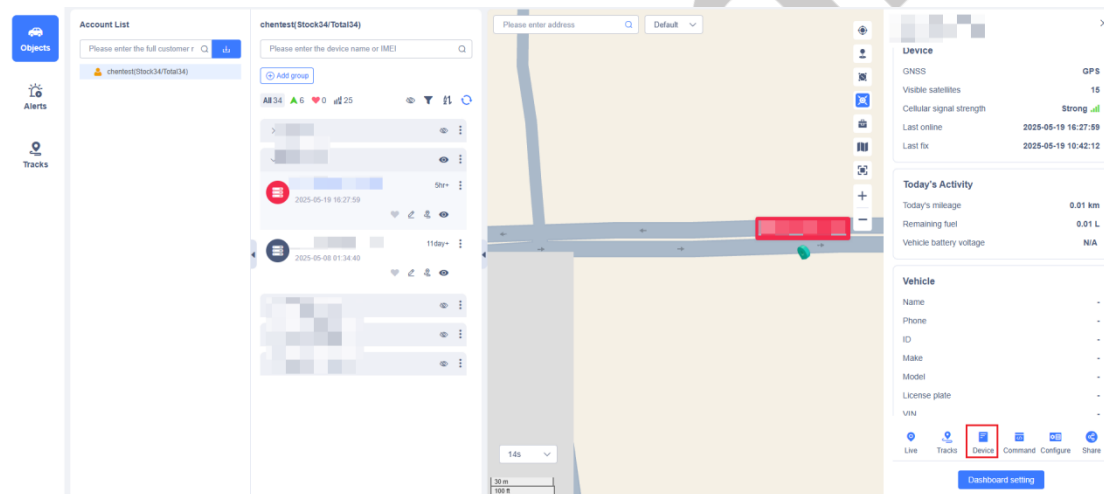 Objects
Alerts
Tracks
Account List
Please enter the full customer r
chentest(Stock34/Total34)
chentest(Stock34/Total34)
Please enter the device name or IMEI
Add group
All 34 6 0 25
5hr+
2025-05-19 16:27:59
11day+
2025-05-08 01:34:40
Please enter address
Default
14s
30 m
100 ft
Device
GNSS GPS
Visible satellites 15
Cellular signal strength Strong
Last online 2025-05-19 16:27:59
Last fix 2025-05-19 10:42:12
Today's Activity
Today's mileage 0.01 km
Remaining fuel 0.01 L
Vehicle battery voltage N/A
Vehicle
Name -
Phone -
ID -
Make -
Model -
License plate -
VIN -
Live Tracks Device Command Configure Share
Dashboard setting